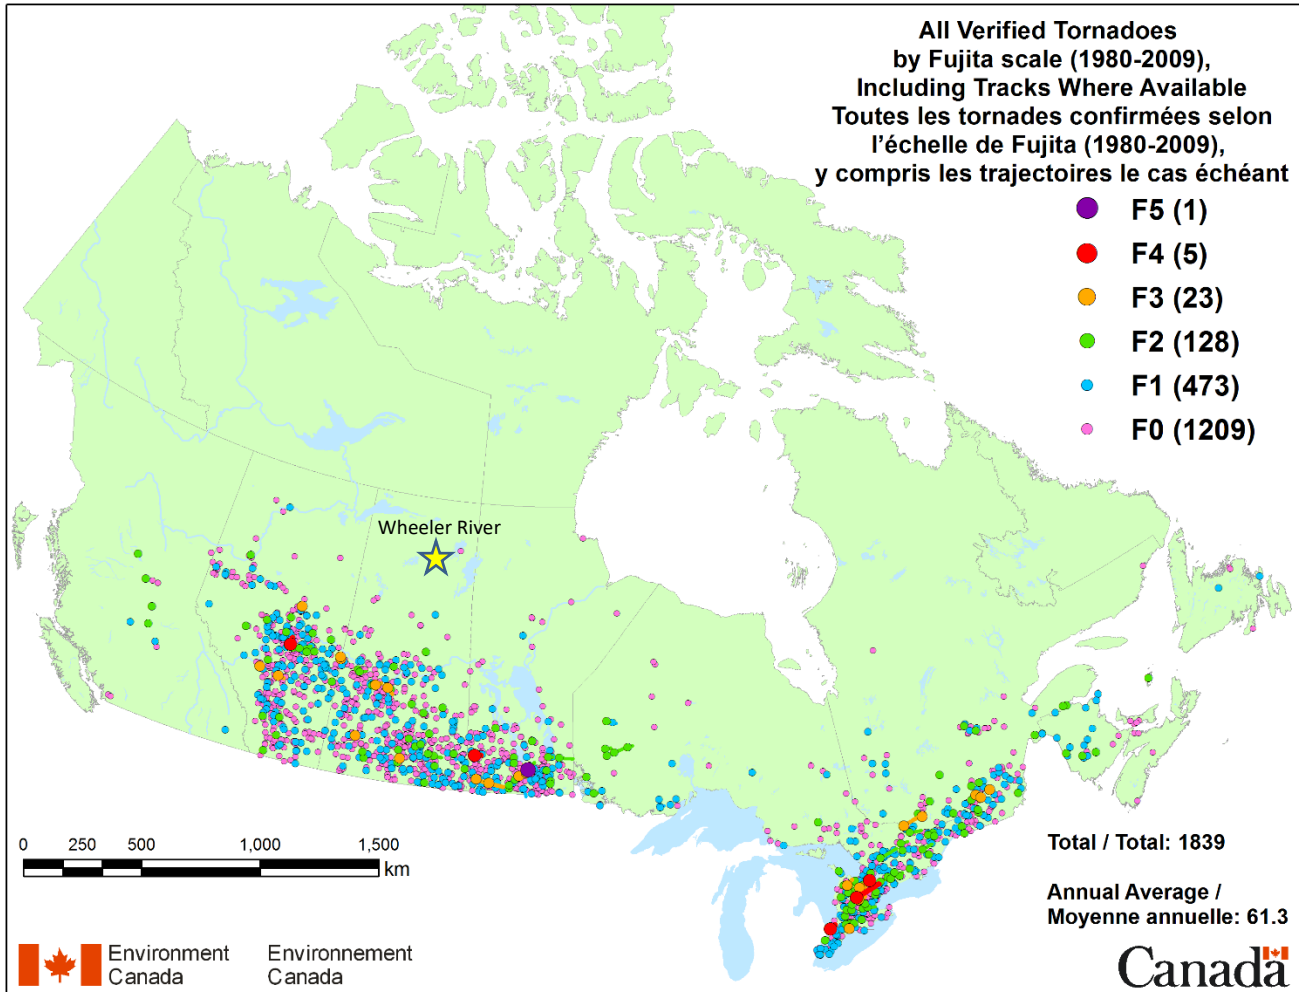 All Verified Tornadoes
by Fujita scale (1980-2009),
Including Tracks Where Available
Toutes les tornades confirmées selon
l'échelle de Fujita (1980-2009),
y compris les trajectoires le cas échéant
F5 (1)
F4 (5)
F3 (23)
F2 (128)
F1 (473)
F0 (1209)
Wheeler River
0 250 500 1,000 1,500
km
Total / Total: 1839
Annual Average /
Moyenne annuelle: 61.3
Environment Environnement
Canada Canada
Canada